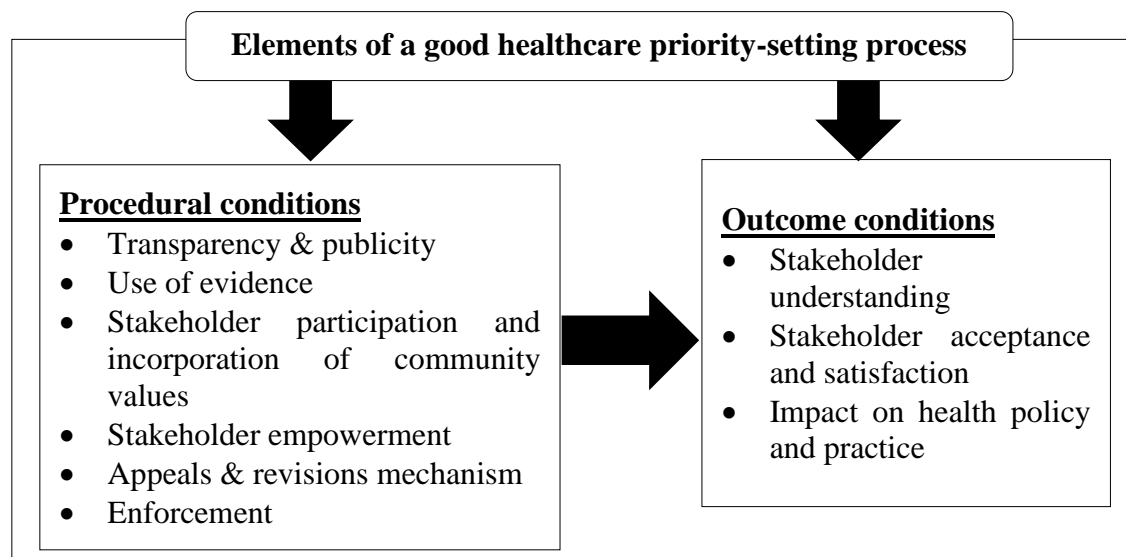 Elements of a good healthcare priority-setting process
Procedural conditions
• Transparency & publicity
• Use of evidence
• Stakeholder participation and
incorporation of community
values
• Stakeholder empowerment
• Appeals & revisions mechanism
• Enforcement
Outcome conditions
• Stakeholder
understanding
• Stakeholder acceptance
and satisfaction
• Impact on health policy
and practice